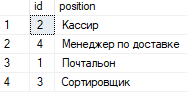 id position
1 2 Кассир
2 4 Менеджер по доставке
3 1 Почтальон
4 3 Сортировщик